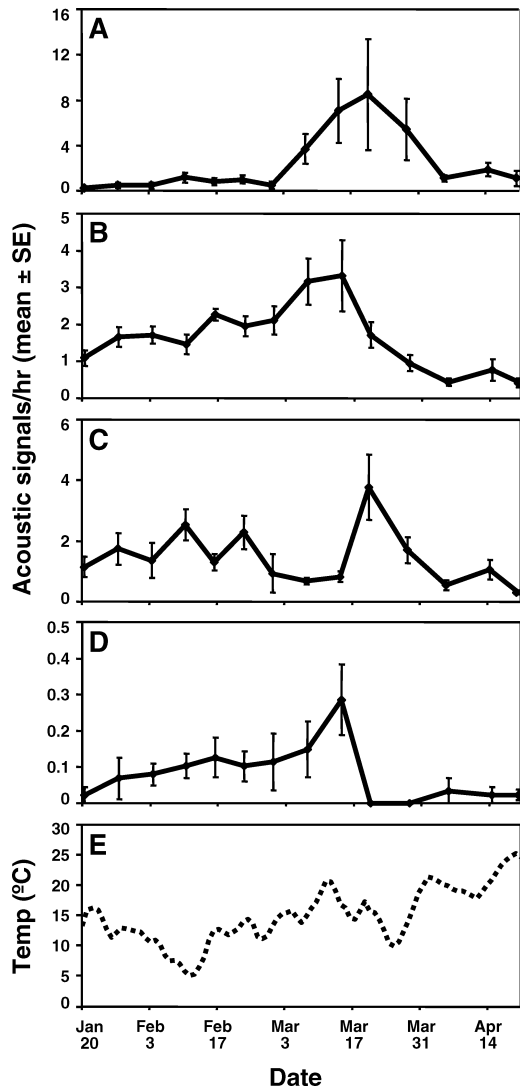 A
16
12
8
4
0
B
5
4
3
2
1
0
C
6
4
2
0
D
0.5
0.4
0.3
0.2
0.1
0
E
30
25
20
15
10
5
0
Acoustic signals/hr (mean ± SE)
Temp (ºC)
Jan Feb Feb Mar Mar Mar Apr
20 3 17 3 17 31 14
Date